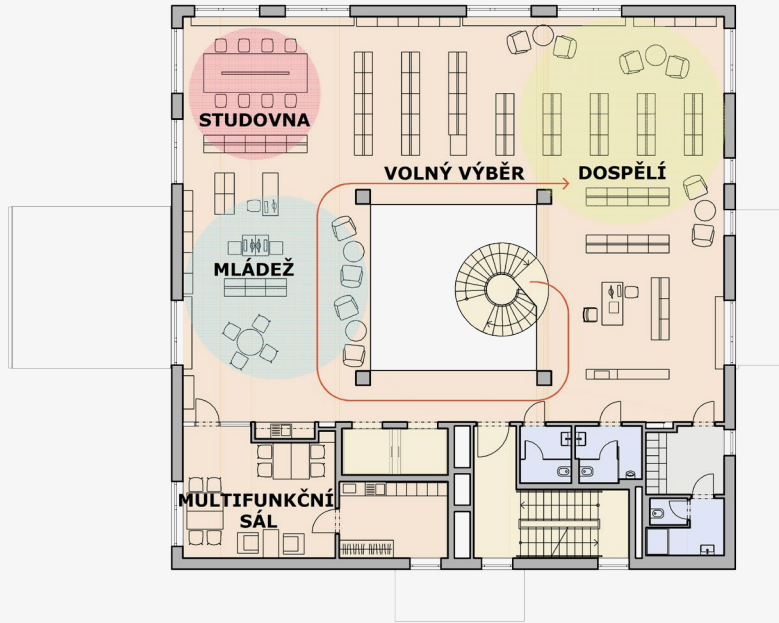 STUDOVNA
VOLNÝ VÝBĚR
DOSPĚLÍ
MLÁDEŽ
MULTIFUNKČNÍ
SÁL